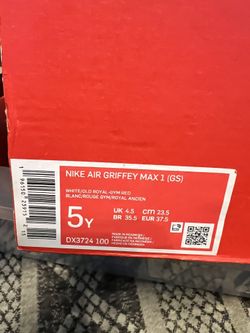 NIKE AIR GRIFFEY MAX 1 (GS)
WHITE/OLD ROYAL-GYM RED
BLANC/ROUGE GYM/ROYAL ANCIEN
5Y
UK 4.5 cm 23.5
BR 35.5 EUR 37.5
DX3724 100